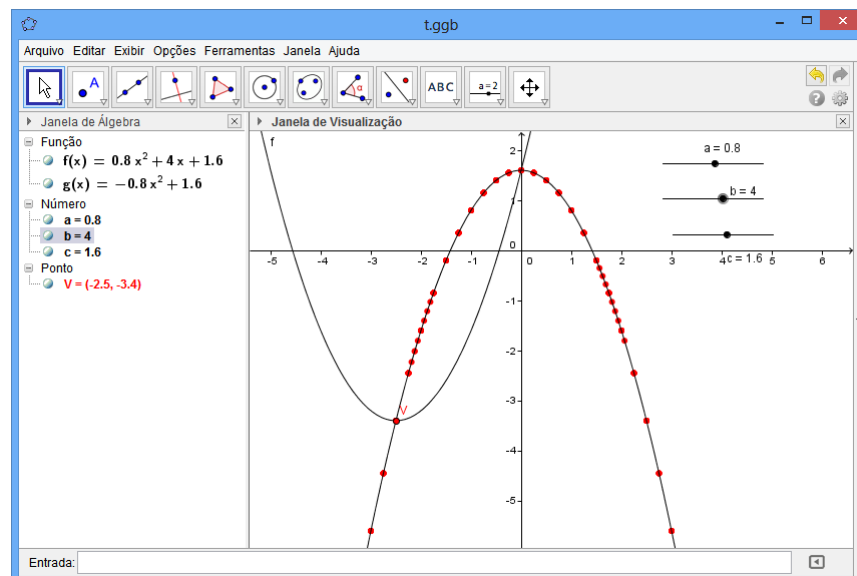 t.ggb
Arquivo Editar Exibir Opções Ferramentas Janela Ajuda
A
α
ABC
a=2
Janela de Álgebra
Janela de Visualização
Função
f(x) = 0.8 x² + 4 x + 1.6
g(x) = −0.8 x² + 1.6
Número
a = 0.8
b = 4
c = 1.6
Ponto
V = (-2.5, -3.4)
f
a = 0.8
b = 4
c = 1.6
V
2
1
0
-1
-2
-3
-4
-5
-5 -4 -3 -2 -1 0 1 2 3 4 5 6
Entrada: